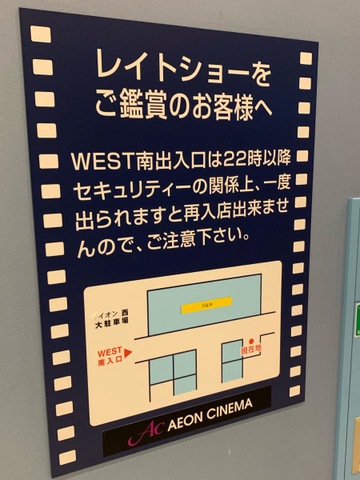 レイトショーを
ご鑑賞のお客様へ
WEST南出入口は22時以降
セキュリティーの関係上、一度
出られますと再入店出来ませ
んので、ご注意下さい。
H&M
イオン 西
大駐車場
WEST
南入口
現在地
Ac AEON CINEMA